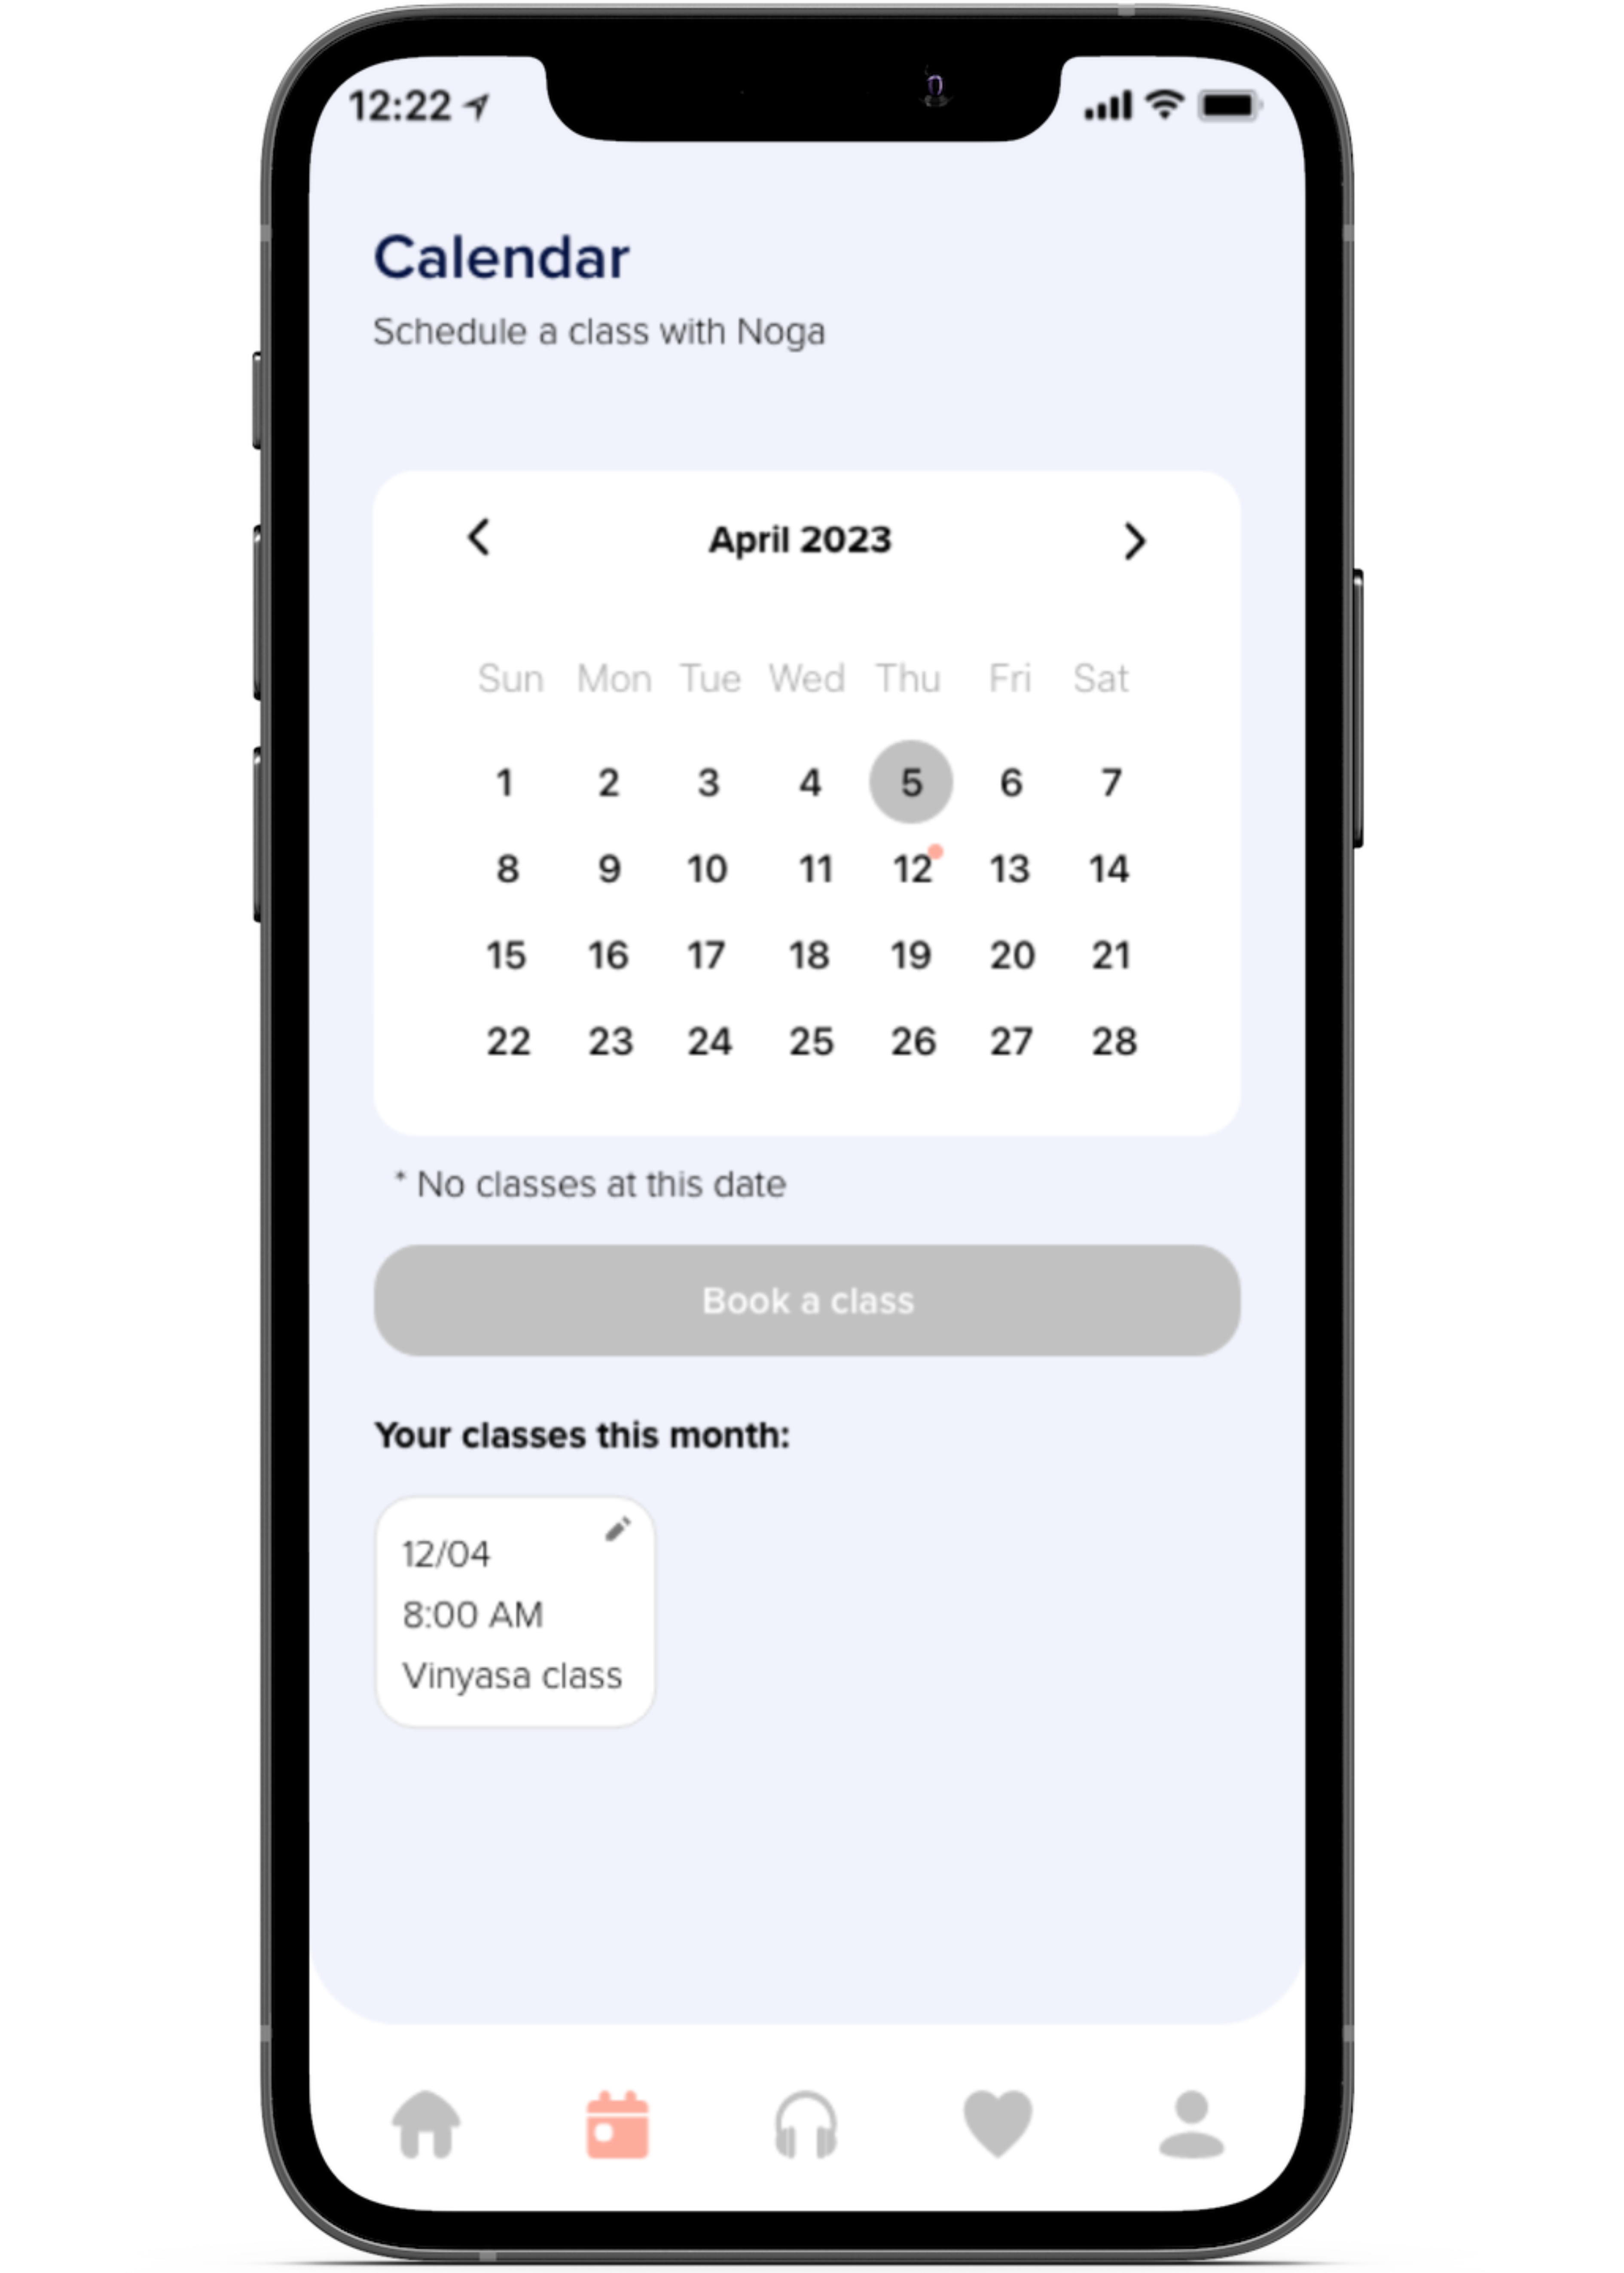 12:22
Calendar
Schedule a class with Noga
April 2023
Sun Mon Tue Wed Thu Fri Sat
1 2 3 4 5 6 7
8 9 10 11 12 13 14
15 16 17 18 19 20 21
22 23 24 25 26 27 28
* No classes at this date
Book a class
Your classes this month:
12/04
8:00 AM
Vinyasa class